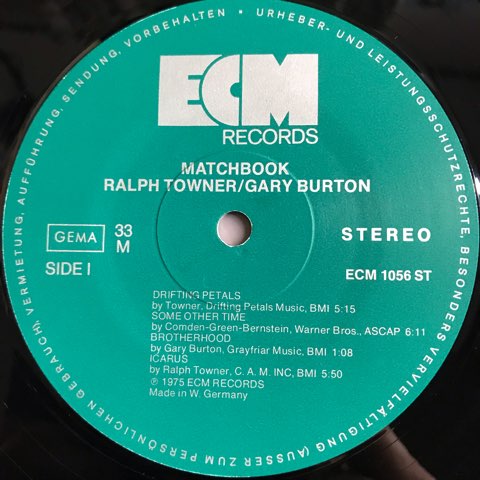 URHEBER- UND LEISTUNGSSCHUTZRECHTE, BESONDERS VERVIELFÄLTIGUNG (AUSSER ZUM PERSÖNLICHEN GEBRAUCH), VERMIETUNG, AUFFÜHRUNG, SENDUNG, VORBEHALTEN •
ECM
RECORDS
MATCHBOOK
RALPH TOWNER/GARY BURTON
GEMA
33
M
STEREO
SIDE I
ECM 1056 ST
DRIFTING PETALS
by Towner, Drifting Petals Music, BMI 5:15
SOME OTHER TIME
by Comden-Green-Bernstein, Warner Bros., ASCAP 6:11
BROTHERHOOD
by Gary Burton, Grayfriar Music, BMI 1:08
ICARUS
by Ralph Towner, C. A. M. INC, BMI 5:50
℗ 1975 ECM RECORDS
Made in W. Germany